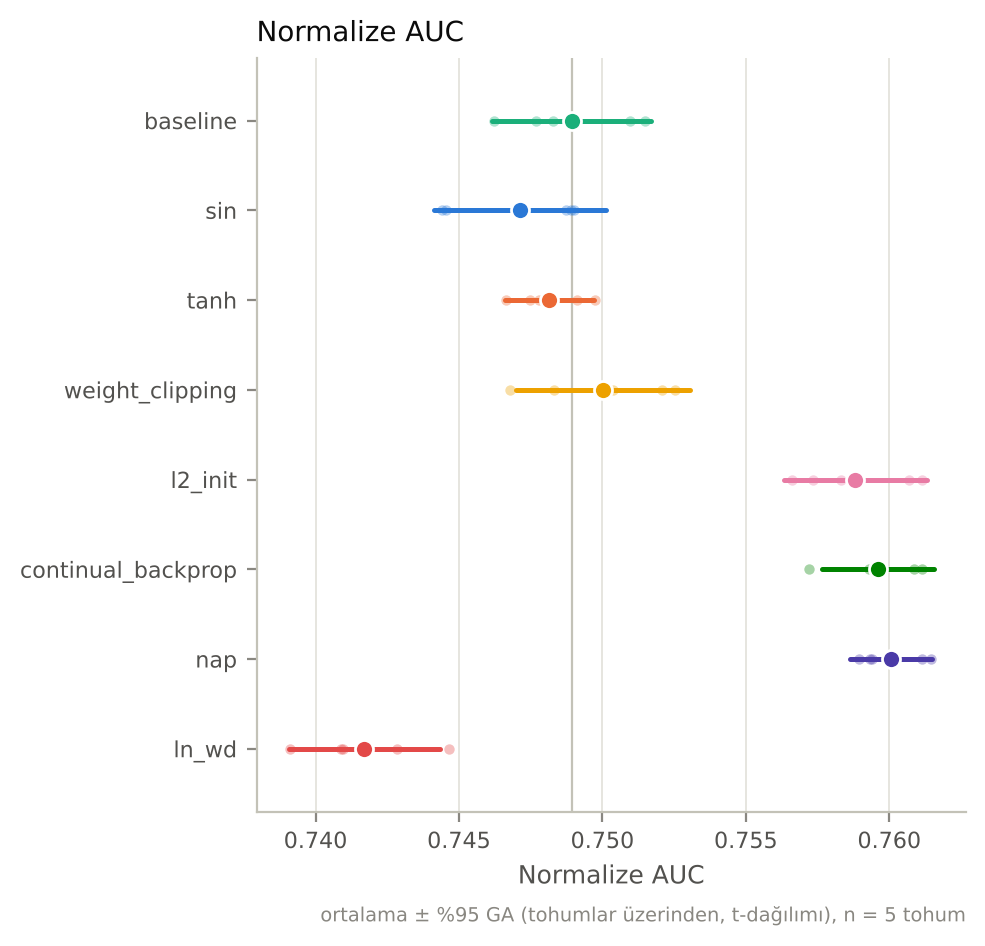 Normalize AUC
baseline
sin
tanh
weight_clipping
l2_init
continual_backprop
nap
ln_wd
0.740 0.745 0.750 0.755 0.760
Normalize AUC
ortalama ± %95 GA (tohumlar üzerinden, t-dağılımı), n = 5 tohum